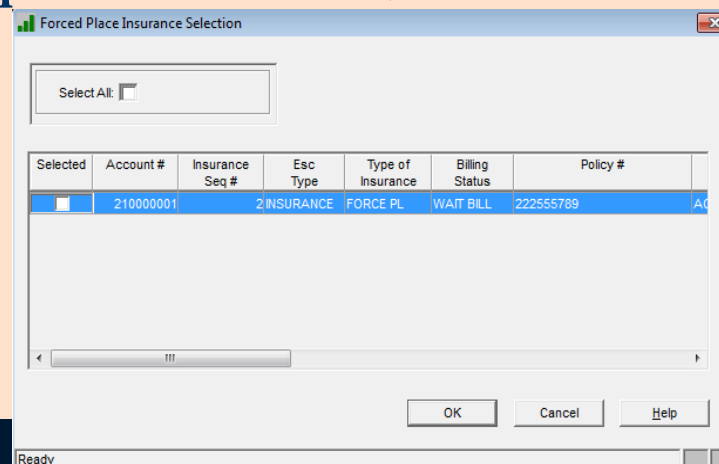 Forced Place Insurance Selection
Select All:
Selected Account # Insurance Seq # Esc Type Type of Insurance Billing Status Policy #
210000001 2 INSURANCE FORCE PL WAIT BILL 222555789
OK Cancel Help
Ready